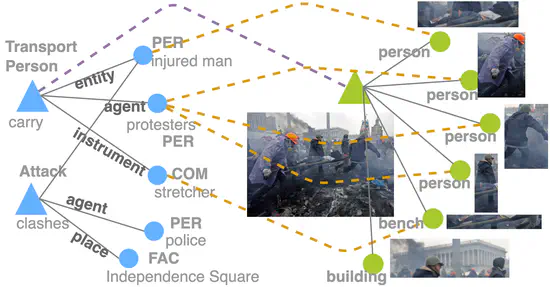 Transport
Person
PER
injured man
person
entity
carry
agent
protesters
PER
person
instrument
person
Attack
COM
stretcher
person
clashes
agent
PER
police
bench
place
FAC
Independence Square
building